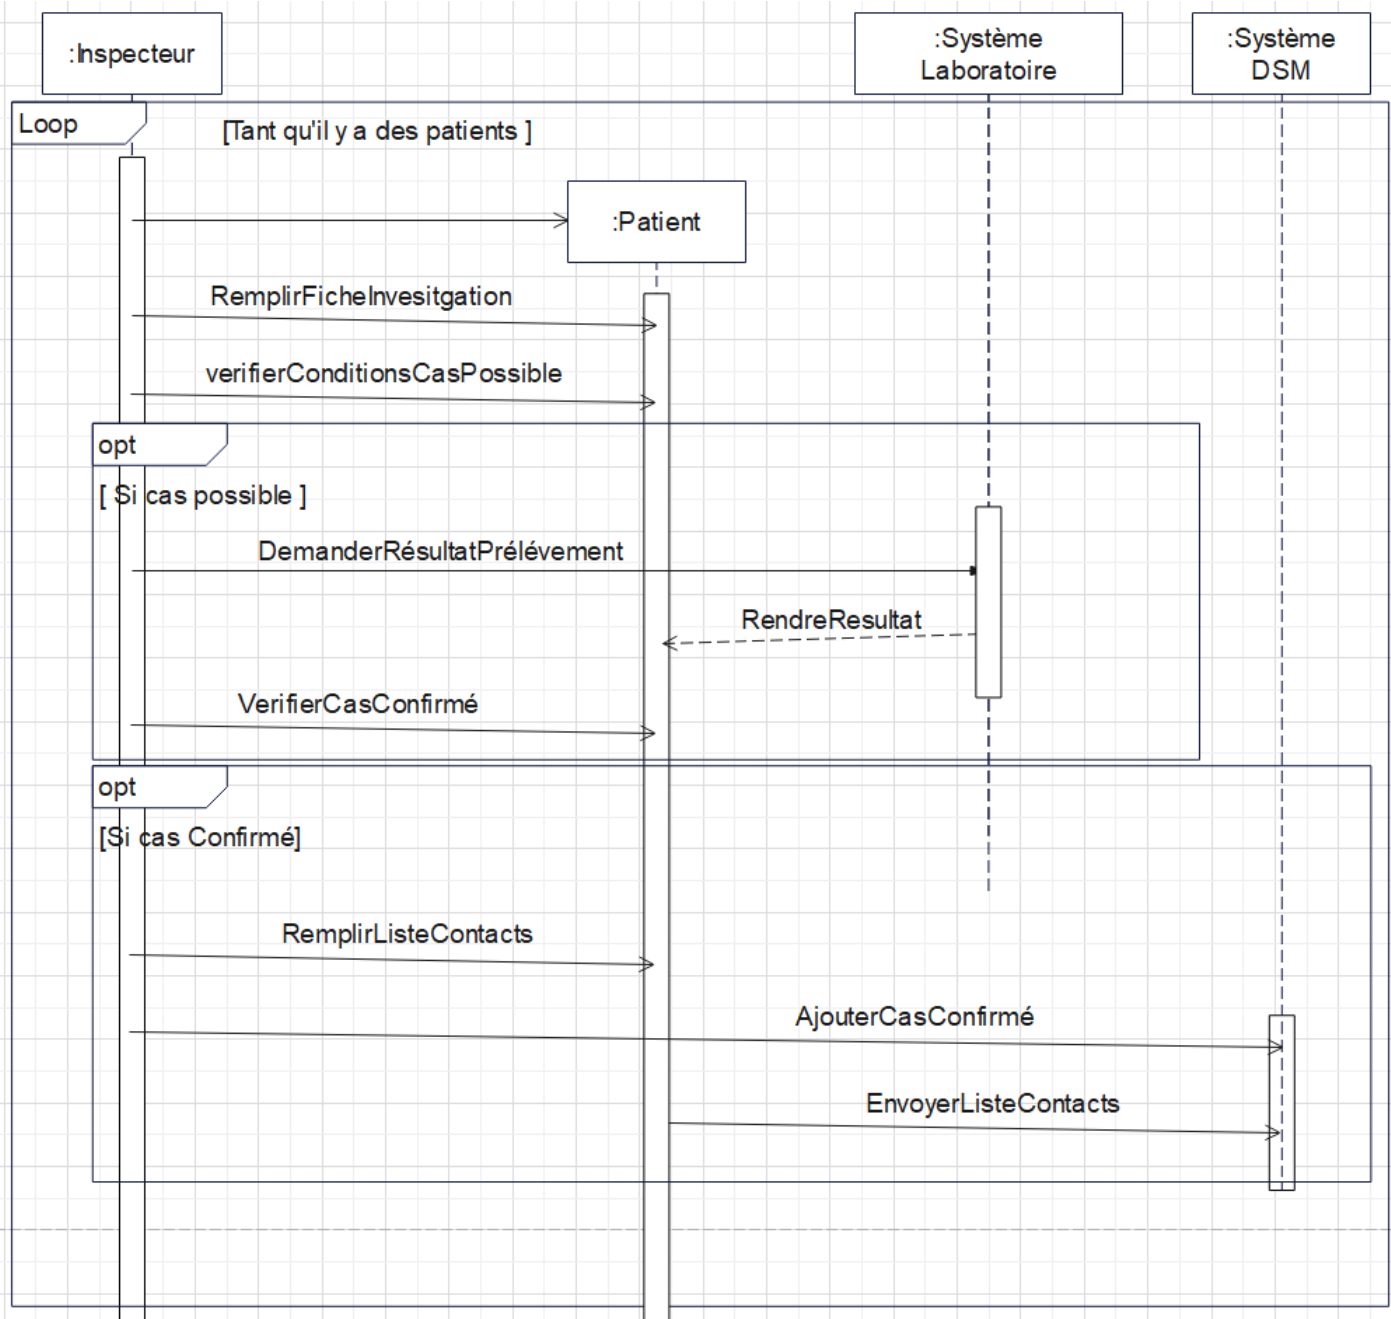 :Inspecteur
:Système
Laboratoire
:Système
DSM
Loop
[Tant qu'il y a des patients ]
:Patient
RemplirFicheInvesitgation
verifierConditionsCasPossible
opt
[ Si cas possible ]
DemanderRésultatPrélévement
RendreResultat
VerifierCasConfirmé
opt
[Si cas Confirmé]
RemplirListeContacts
AjouterCasConfirmé
EnvoyerListeContacts